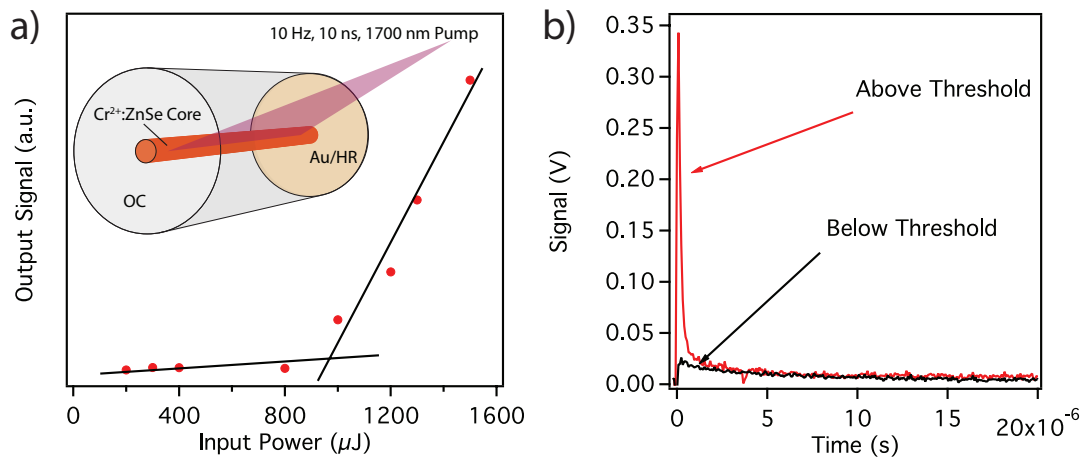 a)
10 Hz, 10 ns, 1700 nm Pump
Cr²⁺:ZnSe Core
Au/HR
OC
Output Signal (a.u.)
0 400 800 1200 1600
Input Power (µJ)
b)
0.35
0.30
0.25
0.20
0.15
0.10
0.05
0.00
Signal (V)
Above Threshold
Below Threshold
0 5 10 15 20x10⁻⁶
Time (s)